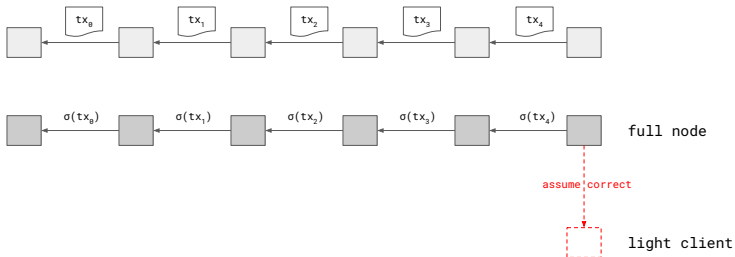 tx₀ tx₁ tx₂ tx₃ tx₄
σ(tx₀) σ(tx₁) σ(tx₂) σ(tx₃) σ(tx₄) full node
assume correct
light client